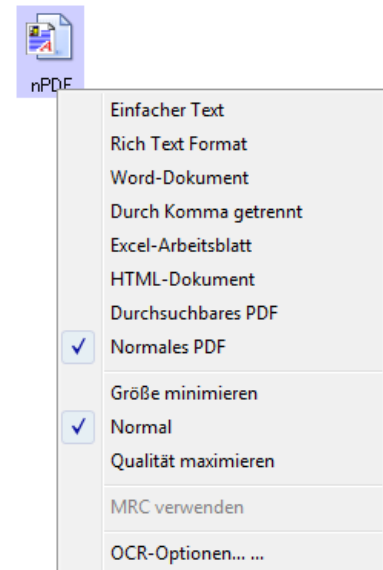 nPDF
Einfacher Text
Rich Text Format
Word-Dokument
Durch Komma getrennt
Excel-Arbeitsblatt
HTML-Dokument
Durchsuchbares PDF
Normales PDF
Größe minimieren
Normal
Qualität maximieren
MRC verwenden
OCR-Optionen... ...